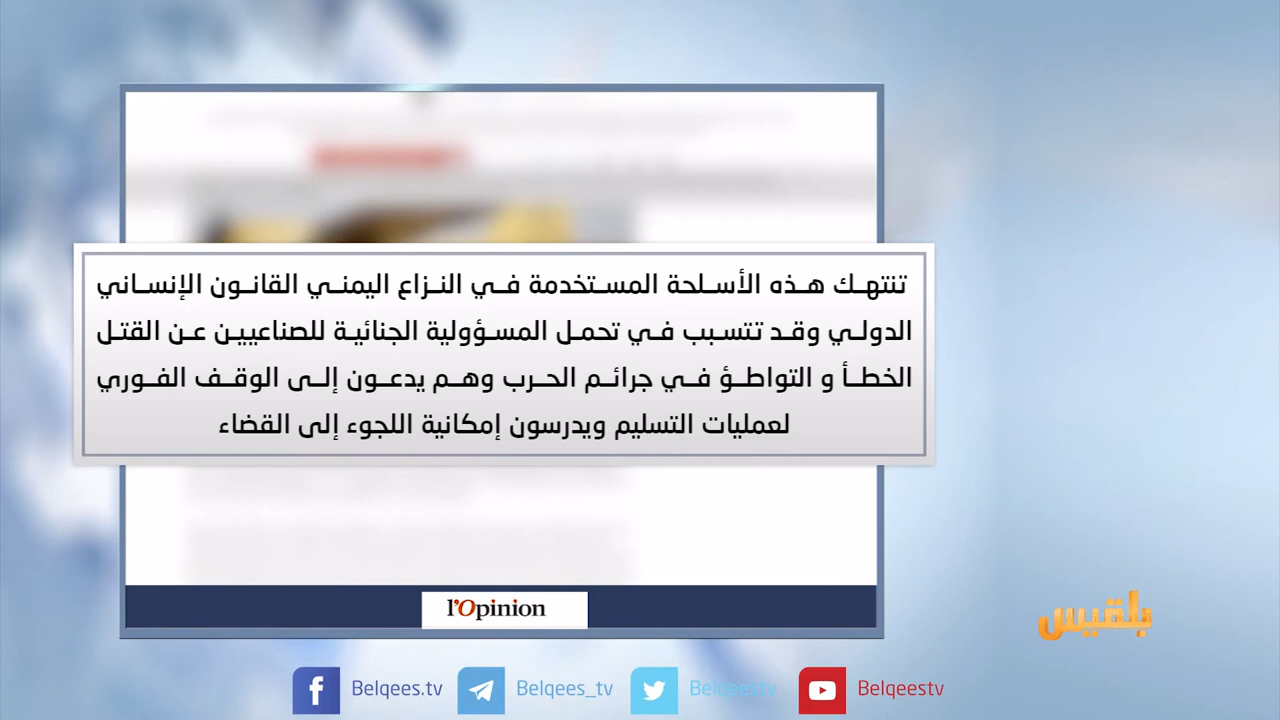 تنتهك هذه الأسلحة المستخدمة في النزاع اليمني القانون الإنساني
الدولي وقد تتسبب في تحمل المسؤولية الجنائية للصناعيين عن القتل
الخطأ و التواطؤ في جرائم الحرب وهم يدعون إلى الوقف الفوري
لعمليات التسليم ويدرسون إمكانية اللجوء إلى القضاء
l'Opinion
بلقيس
Belqees.tv
Belqees_tv
Belqeestv
Belqeestv